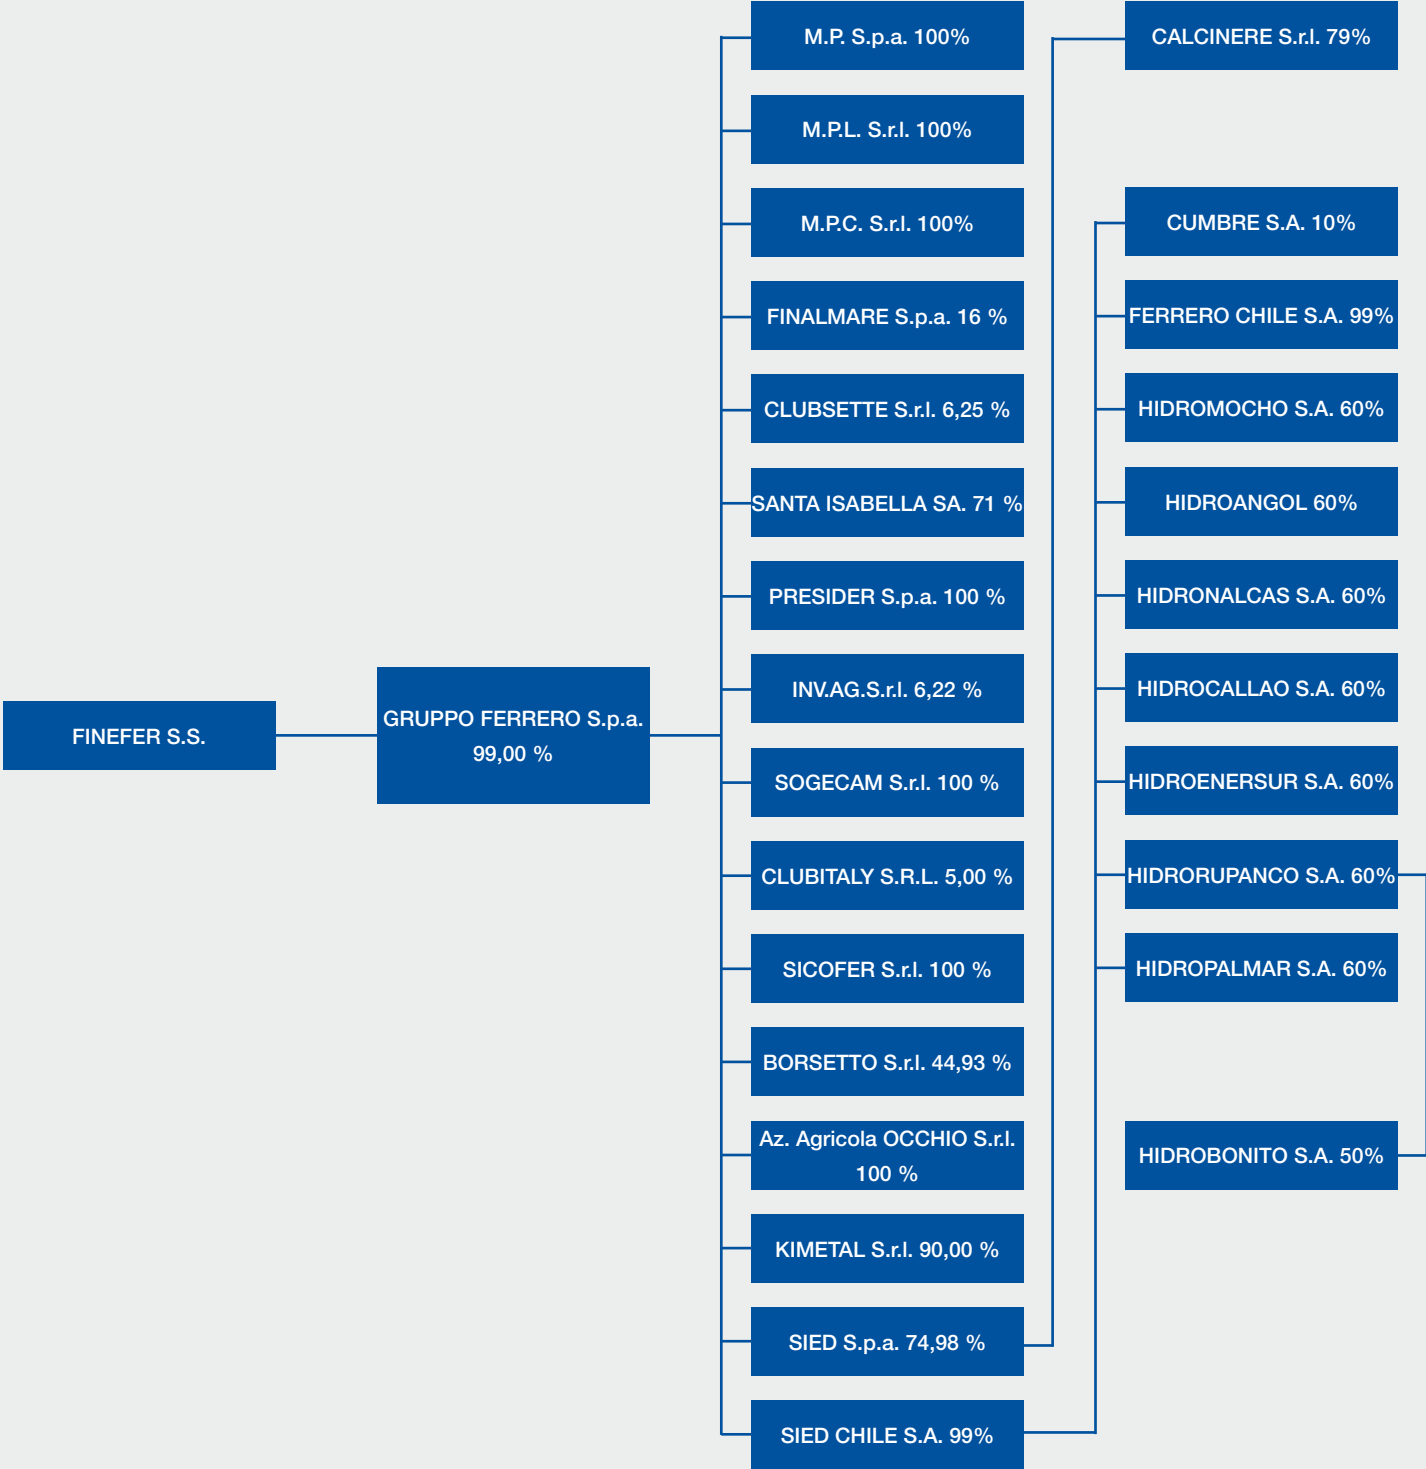 FINEFER S.S.
GRUPPO FERRERO S.p.a.
99,00 %
M.P. S.p.a. 100%
M.P.L. S.r.l. 100%
M.P.C. S.r.l. 100%
FINALMARE S.p.a. 16 %
CLUBSETTE S.r.l. 6,25 %
SANTA ISABELLA SA. 71 %
PRESIDER S.p.a. 100 %
INV.AG.S.r.l. 6,22 %
SOGECAM S.r.l. 100 %
CLUBITALY S.R.L. 5,00 %
SICOFER S.r.l. 100 %
BORSETTO S.r.l. 44,93 %
Az. Agricola OCCHIO S.r.l.
100 %
KIMETAL S.r.l. 90,00 %
SIED S.p.a. 74,98 %
SIED CHILE S.A. 99%
CALCINERE S.r.l. 79%
CUMBRE S.A. 10%
FERRERO CHILE S.A. 99%
HIDROMOCHO S.A. 60%
HIDROANGOL 60%
HIDRONALCAS S.A. 60%
HIDROCALLAO S.A. 60%
HIDROENERSUR S.A. 60%
HIDRORUPANCO S.A. 60%
HIDROPALMAR S.A. 60%
HIDROBONITO S.A. 50%